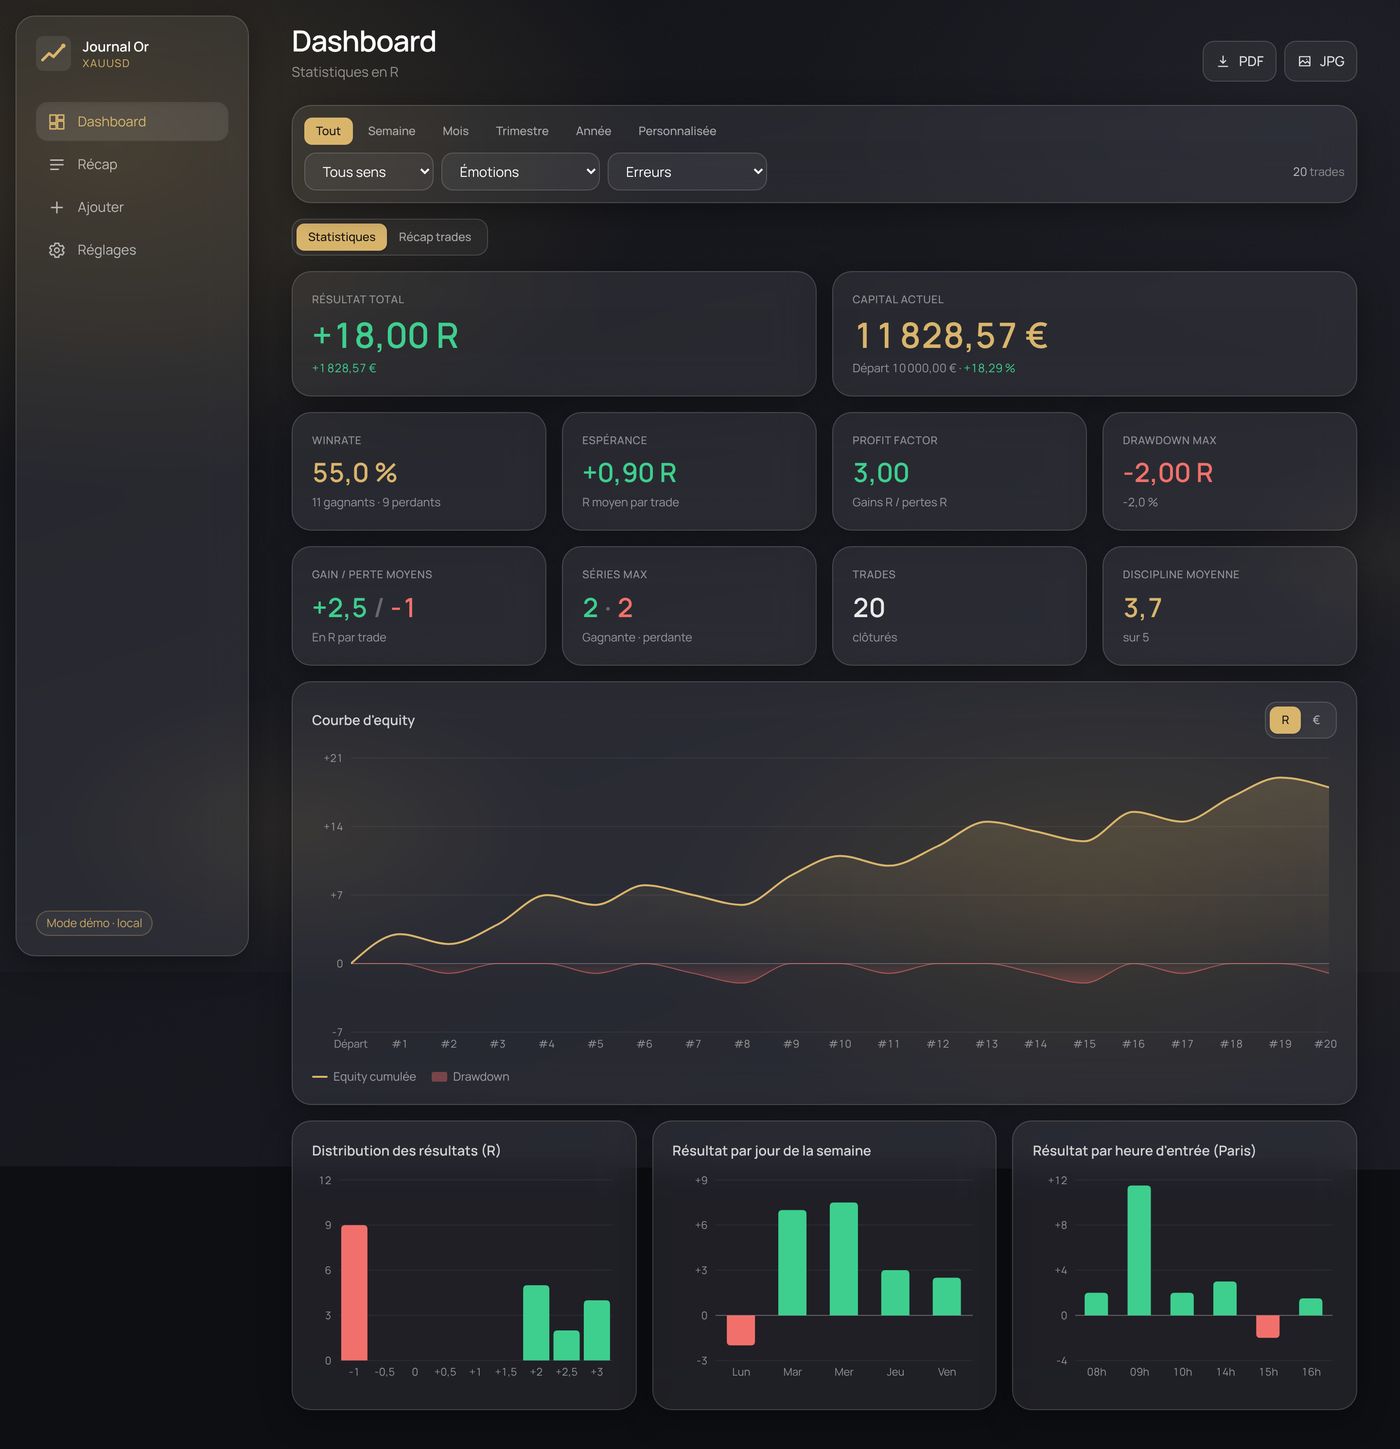 Journal Or
XAUUSD
Dashboard
Récap
Ajouter
Réglages
Mode démo · local
Dashboard
Statistiques en R
PDF
JPG
Tout Semaine Mois Trimestre Année Personnalisée
Tous sens Émotions Erreurs 20 trades
Statistiques Récap trades
RÉSULTAT TOTAL
+18,00 R
+1 828,57 €
CAPITAL ACTUEL
11 828,57 €
Départ 10 000,00 € · +18,29 %
WINRATE
55,0 %
11 gagnants · 9 perdants
ESPÉRANCE
+0,90 R
R moyen par trade
PROFIT FACTOR
3,00
Gains R / pertes R
DRAWDOWN MAX
-2,00 R
-2,0 %
GAIN / PERTE MOYENS
+2,5 / -1
En R par trade
SÉRIES MAX
2 · 2
Gagnante · perdante
TRADES
20
clôturés
DISCIPLINE MOYENNE
3,7
sur 5
Courbe d'equity
R €
+21
+14
+7
0
-7
Départ #1 #2 #3 #4 #5 #6 #7 #8 #9 #10 #11 #12 #13 #14 #15 #16 #17 #18 #19 #20
Equity cumulée Drawdown
Distribution des résultats (R)
12
9
6
3
0
-1 -0,5 0 +0,5 +1 +1,5 +2 +2,5 +3
Résultat par jour de la semaine
+9
+6
+3
0
-3
Lun Mar Mer Jeu Ven
Résultat par heure d'entrée (Paris)
+12
+8
+4
0
-4
08h 09h 10h 14h 15h 16h